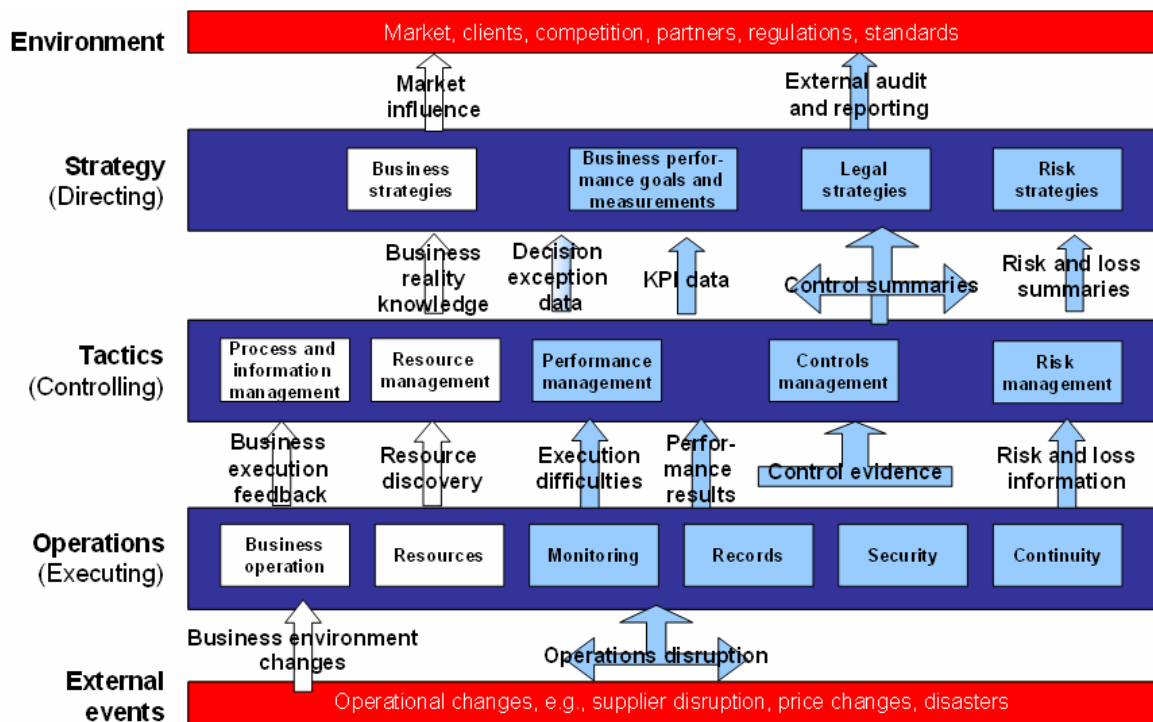 Environment
Market, clients, competition, partners, regulations, standards
Market
influence
External audit
and reporting
Strategy
(Directing)
Business
strategies
Business perfor-
mance goals and
measurements
Legal
strategies
Risk
strategies
Business
reality
knowledge
Decision
exception
data
KPI data
Control summaries
Risk and loss
summaries
Tactics
(Controlling)
Process and
information
management
Resource
management
Performance
management
Controls
management
Risk
management
Business
execution
feedback
Resource
discovery
Execution
difficulties
Perfor-
mance
results
Control evidence
Risk and loss
information
Operations
(Executing)
Business
operation
Resources
Monitoring
Records
Security
Continuity
Business environment
changes
Operations disruption
External
events
Operational changes, e.g., supplier disruption, price changes, disasters